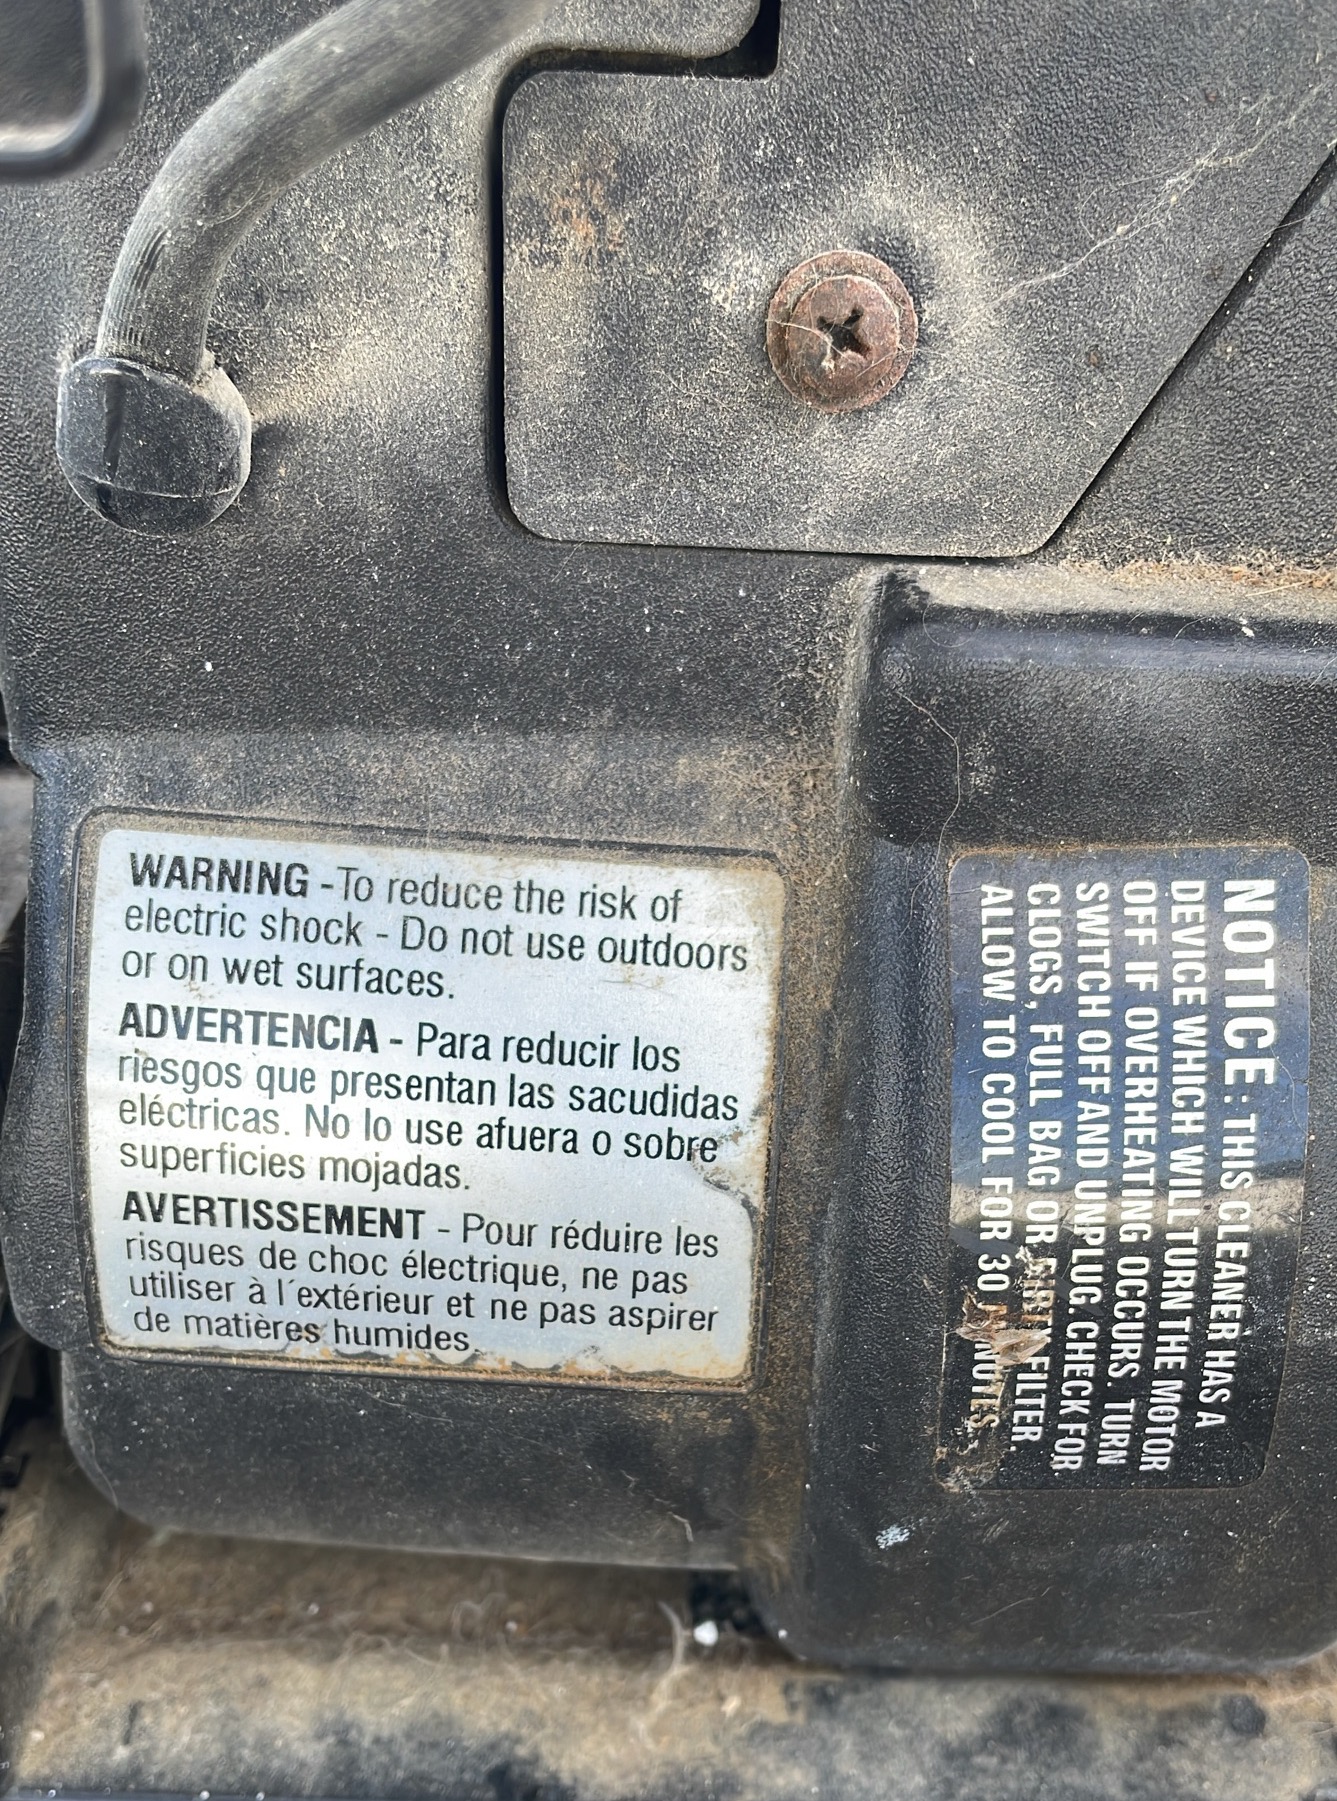 WARNING - To reduce the risk of
electric shock - Do not use outdoors
or on wet surfaces.
ADVERTENCIA - Para reducir los
riesgos que presentan las sacudidas
eléctricas. No lo use afuera o sobre
superficies mojadas.
AVERTISSEMENT - Pour réduire les
risques de choc électrique, ne pas
utiliser à l´extérieur et ne pas aspirer
de matières humides.
NOTICE: THIS CLEANER HAS A
DEVICE WHICH WILL TURN THE MOTOR
OFF IF OVERHEATING OCCURS. TURN
SWITCH OFF AND UNPLUG. CHECK FOR
CLOGS, FULL BAG OR DIRTY FILTER.
ALLOW TO COOL FOR 30 MINUTES.